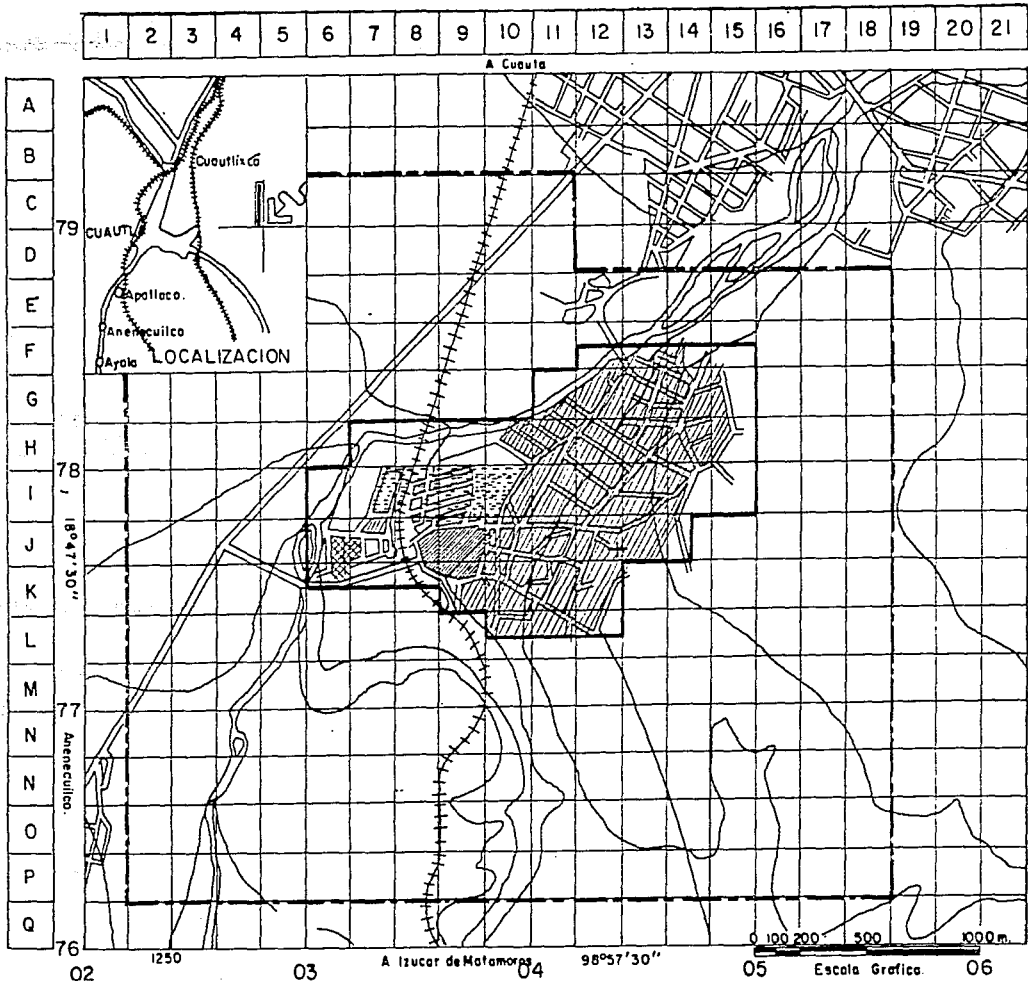 1 2 3 4 5 6 7 8 9 10 11 12 13 14 15 16 17 18 19 20 21
A Cuauta
A
B
C
D
E
F
G
H
I
J
K
L
M
N
N
O
P
Q
Cuautlixco
CUAUTL
Apatlaco.
Anenecuilco
Ayala
LOCALIZACION
79
78
18°47'30"
77
Anenecuilco.
76
02
1250
03
A Izucar de Matamoros
04
98°57'30"
05
06
0 100 200 500 1000 m.
Escala Grafica.